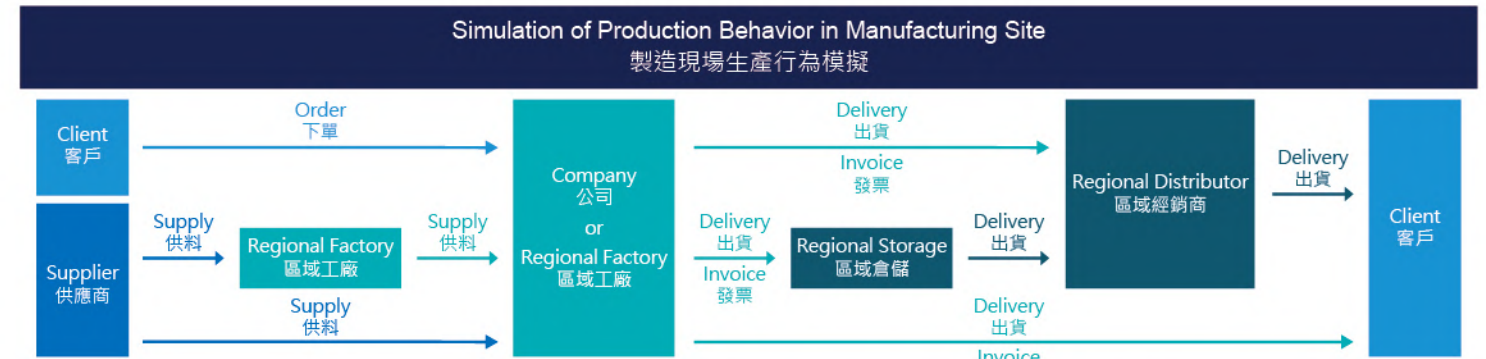 Simulation of Production Behavior in Manufacturing Site
製造現場生產行為模擬
Client
客戶
Order
下單
Company
公司
or
Regional Factory
區域工廠
Delivery
出貨
Invoice
發票
Regional Distributor
區域經銷商
Delivery
出貨
Client
客戶
Supplier
供應商
Supply
供料
Regional Factory
區域工廠
Supply
供料
Delivery
出貨
Invoice
發票
Regional Storage
區域倉儲
Delivery
出貨
Supply
供料
Delivery
出貨
Invoice